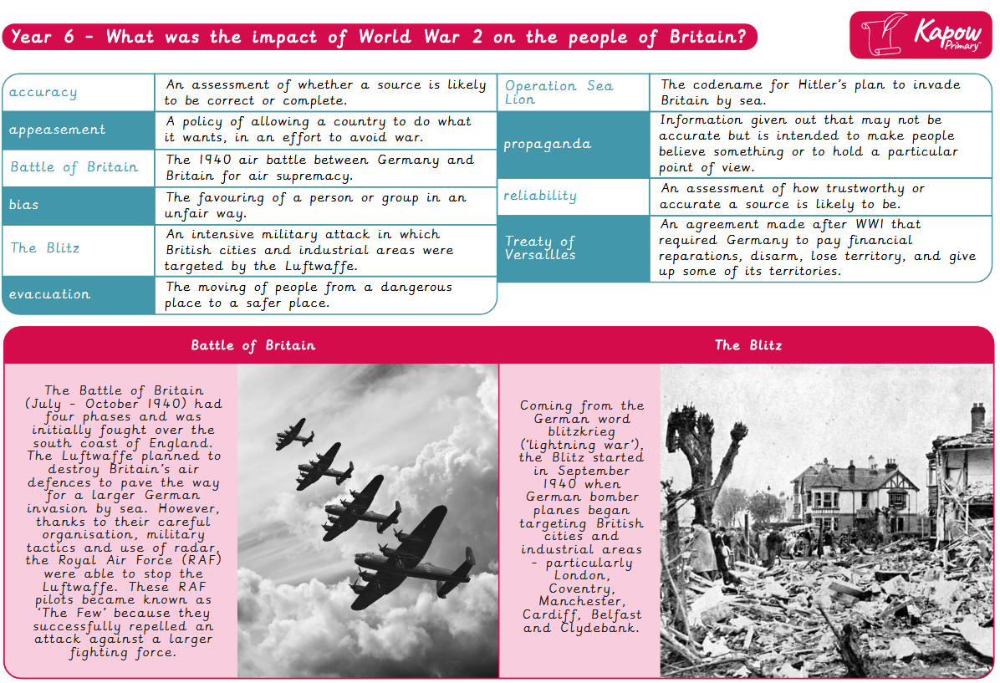 Year 6 - What was the impact of World War 2 on the people of Britain?
Kapow
Primary™
accuracy
An assessment of whether a source is likely
to be correct or complete.
appeasement
A policy of allowing a country to do what
it wants, in an effort to avoid war.
Battle of Britain
The 1940 air battle between Germany and
Britain for air supremacy.
bias
The favouring of a person or group in an
unfair way.
The Blitz
An intensive military attack in which
British cities and industrial areas were
targeted by the Luftwaffe.
evacuation
The moving of people from a dangerous
place to a safer place.
Operation Sea
Lion
The codename for Hitler's plan to invade
Britain by sea.
propaganda
Information given out that may not be
accurate but is intended to make people
believe something or to hold a particular
point of view.
reliability
An assessment of how trustworthy or
accurate a source is likely to be.
Treaty of
Versailles
An agreement made after WWI that
required Germany to pay financial
reparations, disarm, lose territory, and give
up some of its territories.
Battle of Britain
The Battle of Britain
(July - October 1940) had
four phases and was
initially fought over the
south coast of England.
The Luftwaffe planned to
destroy Britain's air
defences to pave the way
for a larger German
invasion by sea. However,
thanks to their careful
organisation, military
tactics and use of radar,
the Royal Air Force (RAF)
were able to stop the
Luftwaffe. These RAF
pilots became known as
'The Few' because they
successfully repelled an
attack against a larger
fighting force.
The Blitz
Coming from the
German word
blitzkrieg
('lightning war'),
the Blitz started
in September
1940 when
German bomber
planes began
targeting British
cities and
industrial areas
- particularly
London,
Coventry,
Manchester,
Cardiff, Belfast
and Clydebank.